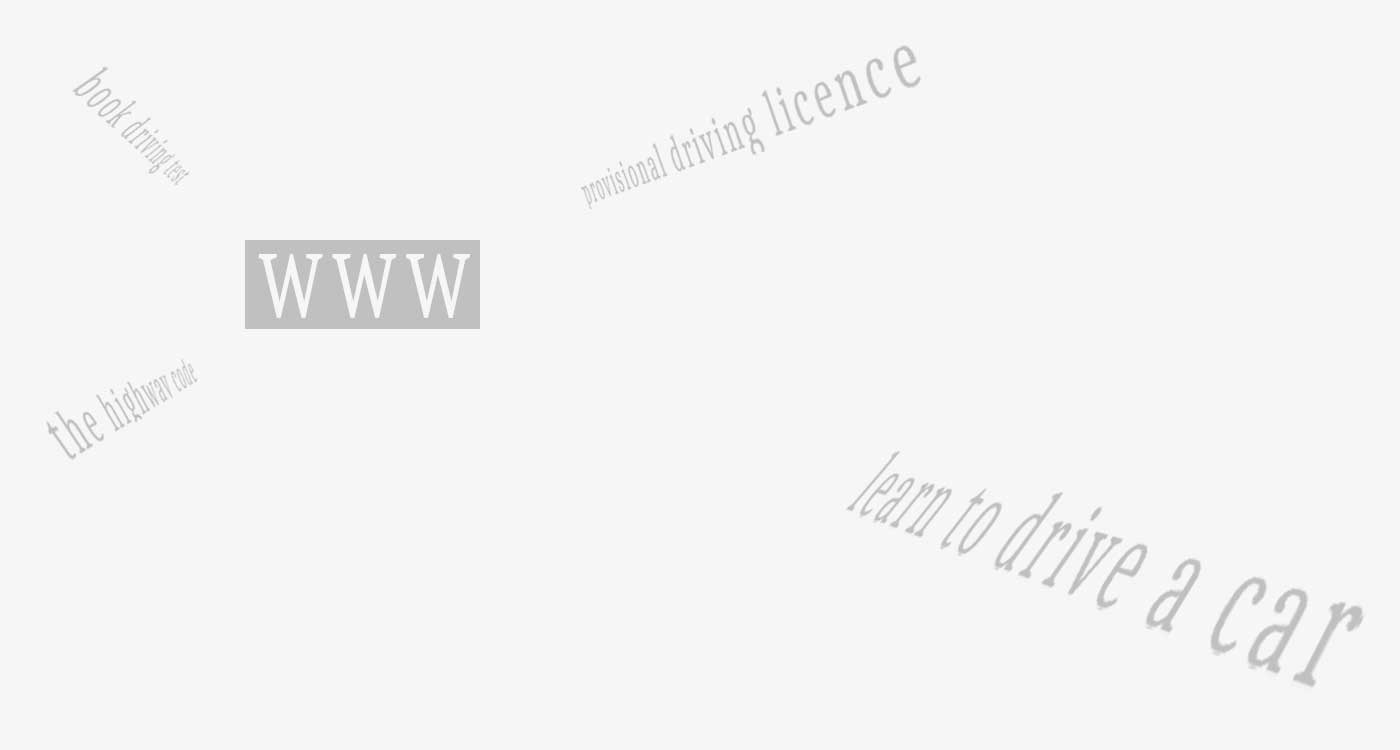 book driving test
provisional driving licence
www
the highway code
learn to drive a car